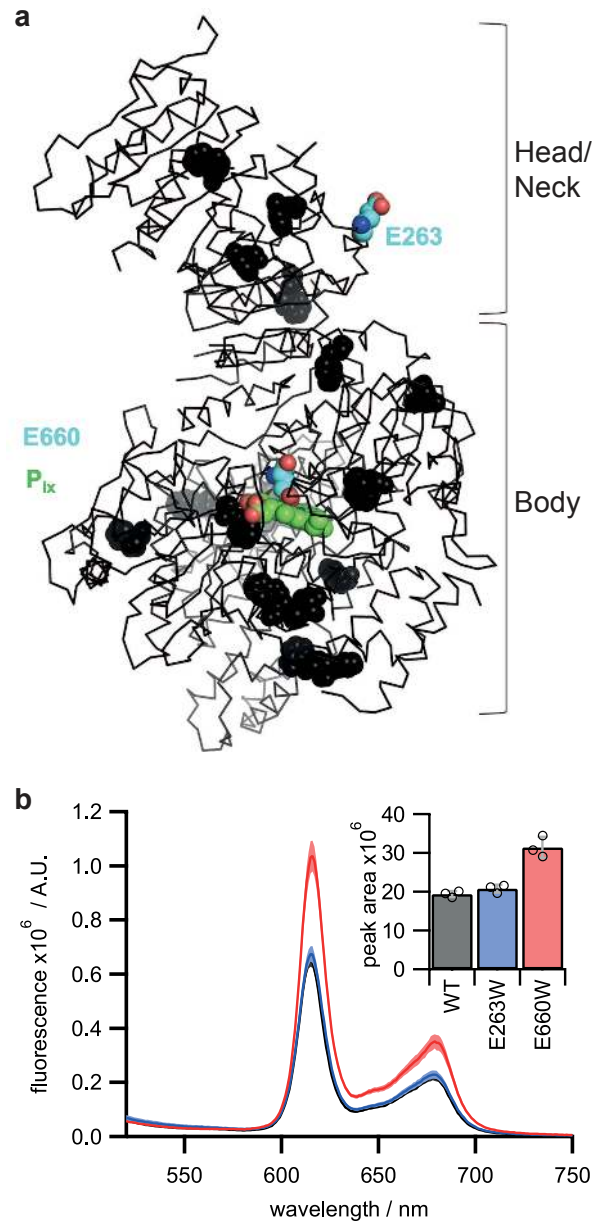 a
Head/
Neck
E263
E660
P_IX
Body
b
fluorescence x10^6 / A.U.
1.2
1.0
0.8
0.6
0.4
0.2
0.0
550
600
650
700
750
wavelength / nm
peak area x10^6
40
30
20
10
0
WT
E263W
E660W